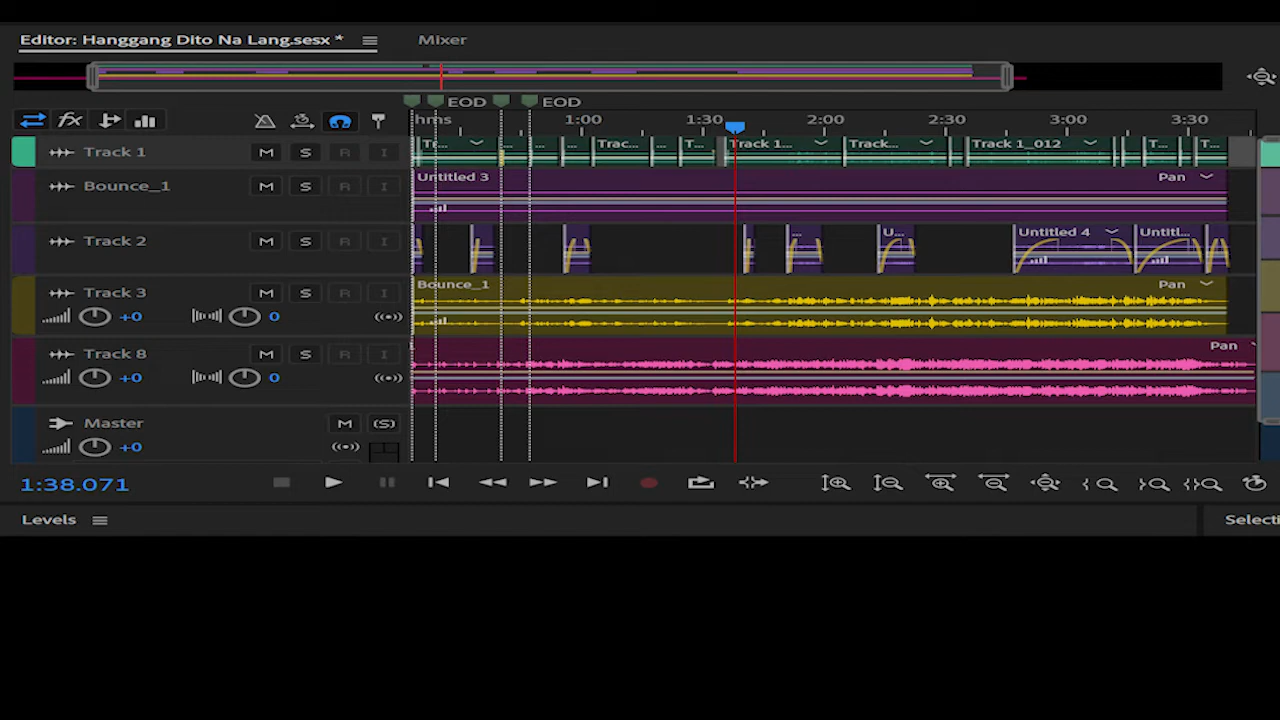 Editor: Hanggang Dito Na Lang.sesx * Mixer
EOD EOD
fx hms 1:00 1:30 2:00 2:30 3:00 3:30
Track 1 M S R I Tr... ... ... ... Trac... ... T... Track 1... Track... Track 1_012 T... T...
Bounce_1 M S R I Untitled 3 Pan
Track 2 M S R I ... U... Untitled 4 Untitl...
Track 3 M S R I Bounce_1 Pan
+0 0
Track 8 M S R I Pan
+0 0
Master M (S)
+0
1:38.071
Levels Selecti